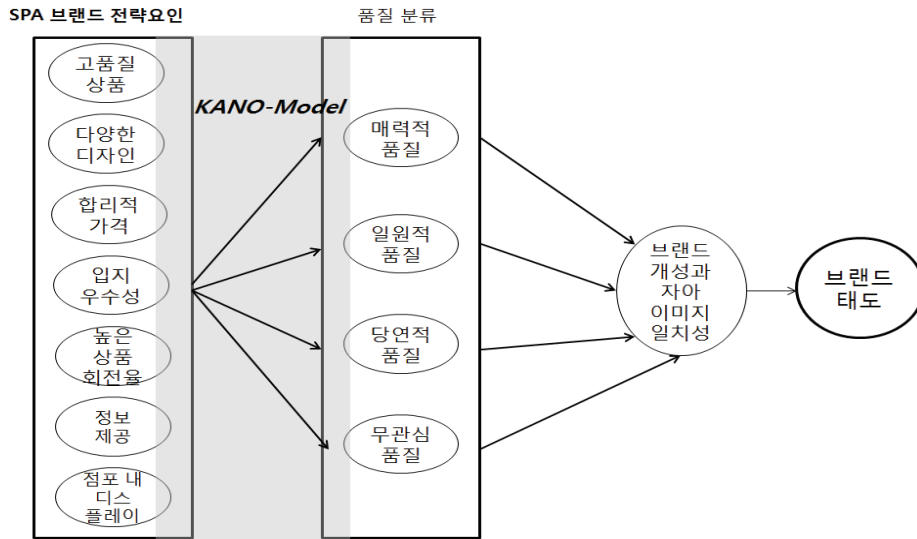 SPA 브랜드 전략요인
품질 분류
고품질
상품
다양한
디자인
합리적
가격
입지
우수성
높은
상품
회전율
정보
제공
점포 내
디스
플레이
KANO-Model
매력적
품질
일원적
품질
당연적
품질
무관심
품질
브랜드
개성과
자아
이미지
일치성
브랜드
태도